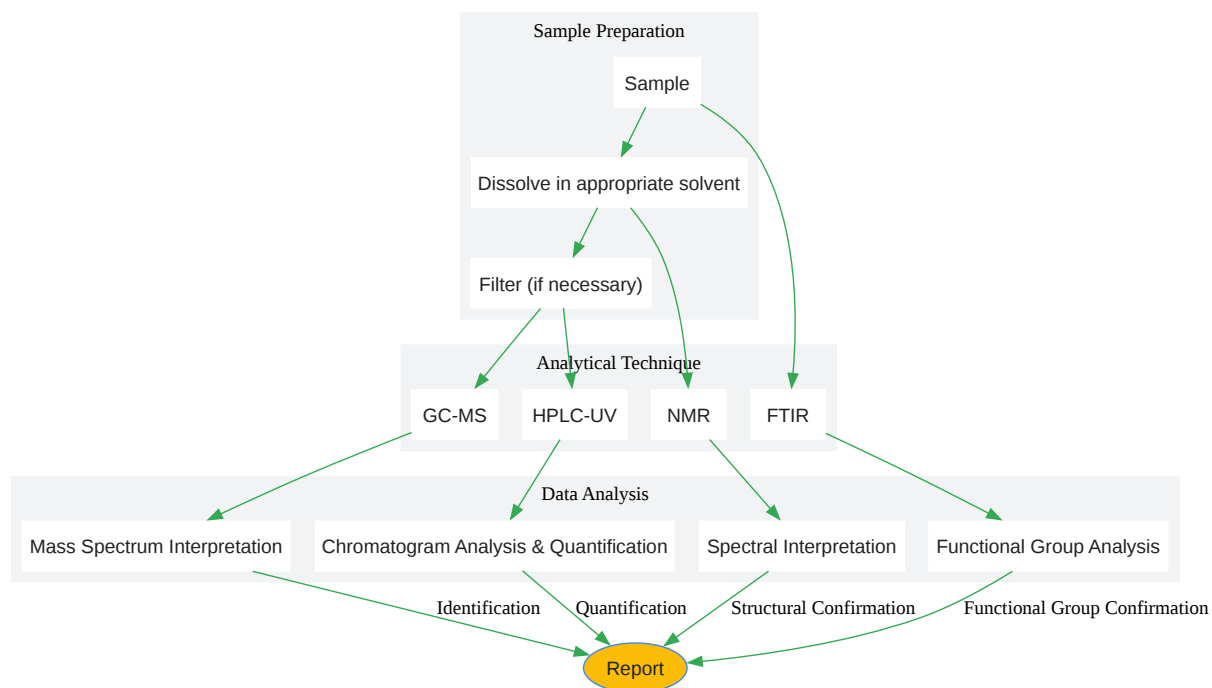 Sample Preparation
Sample
Dissolve in appropriate solvent
Filter (if necessary)
Analytical Technique
GC-MS
HPLC-UV
NMR
FTIR
Data Analysis
Mass Spectrum Interpretation
Chromatogram Analysis & Quantification
Spectral Interpretation
Functional Group Analysis
Identification
Quantification
Structural Confirmation
Functional Group Confirmation
Report